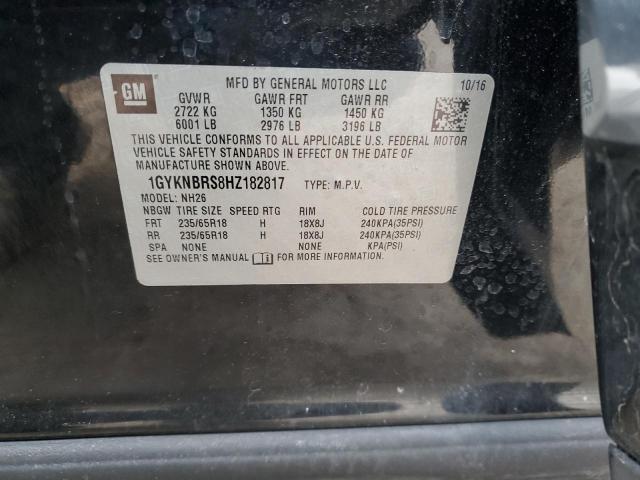 GM
MFD BY GENERAL MOTORS LLC 10/16
GVWR GAWR FRT GAWR RR
2722 KG 1350 KG 1450 KG
6001 LB 2976 LB 3196 LB
THIS VEHICLE CONFORMS TO ALL APPLICABLE U.S. FEDERAL MOTOR
VEHICLE SAFETY STANDARDS IN EFFECT ON THE DATE OF
MANUFACTURE SHOWN ABOVE.
1GYKNBRS8HZ182817 TYPE: M.P.V.
MODEL: NH26
NBGW TIRE SIZE SPEED RTG RIM COLD TIRE PRESSURE
FRT 235/65R18 H 18X8J 240KPA(35PSI)
RR 235/65R18 H 18X8J 240KPA(35PSI)
SPA NONE NONE KPA(PSI)
SEE OWNER'S MANUAL FOR MORE INFORMATION.